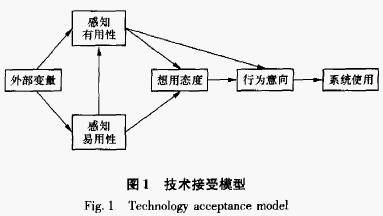 感知
有用性
外部变量
想用态度
行为意向
系统使用
感知
易用性
图1 技术接受模型
Fig. 1 Technology acceptance model